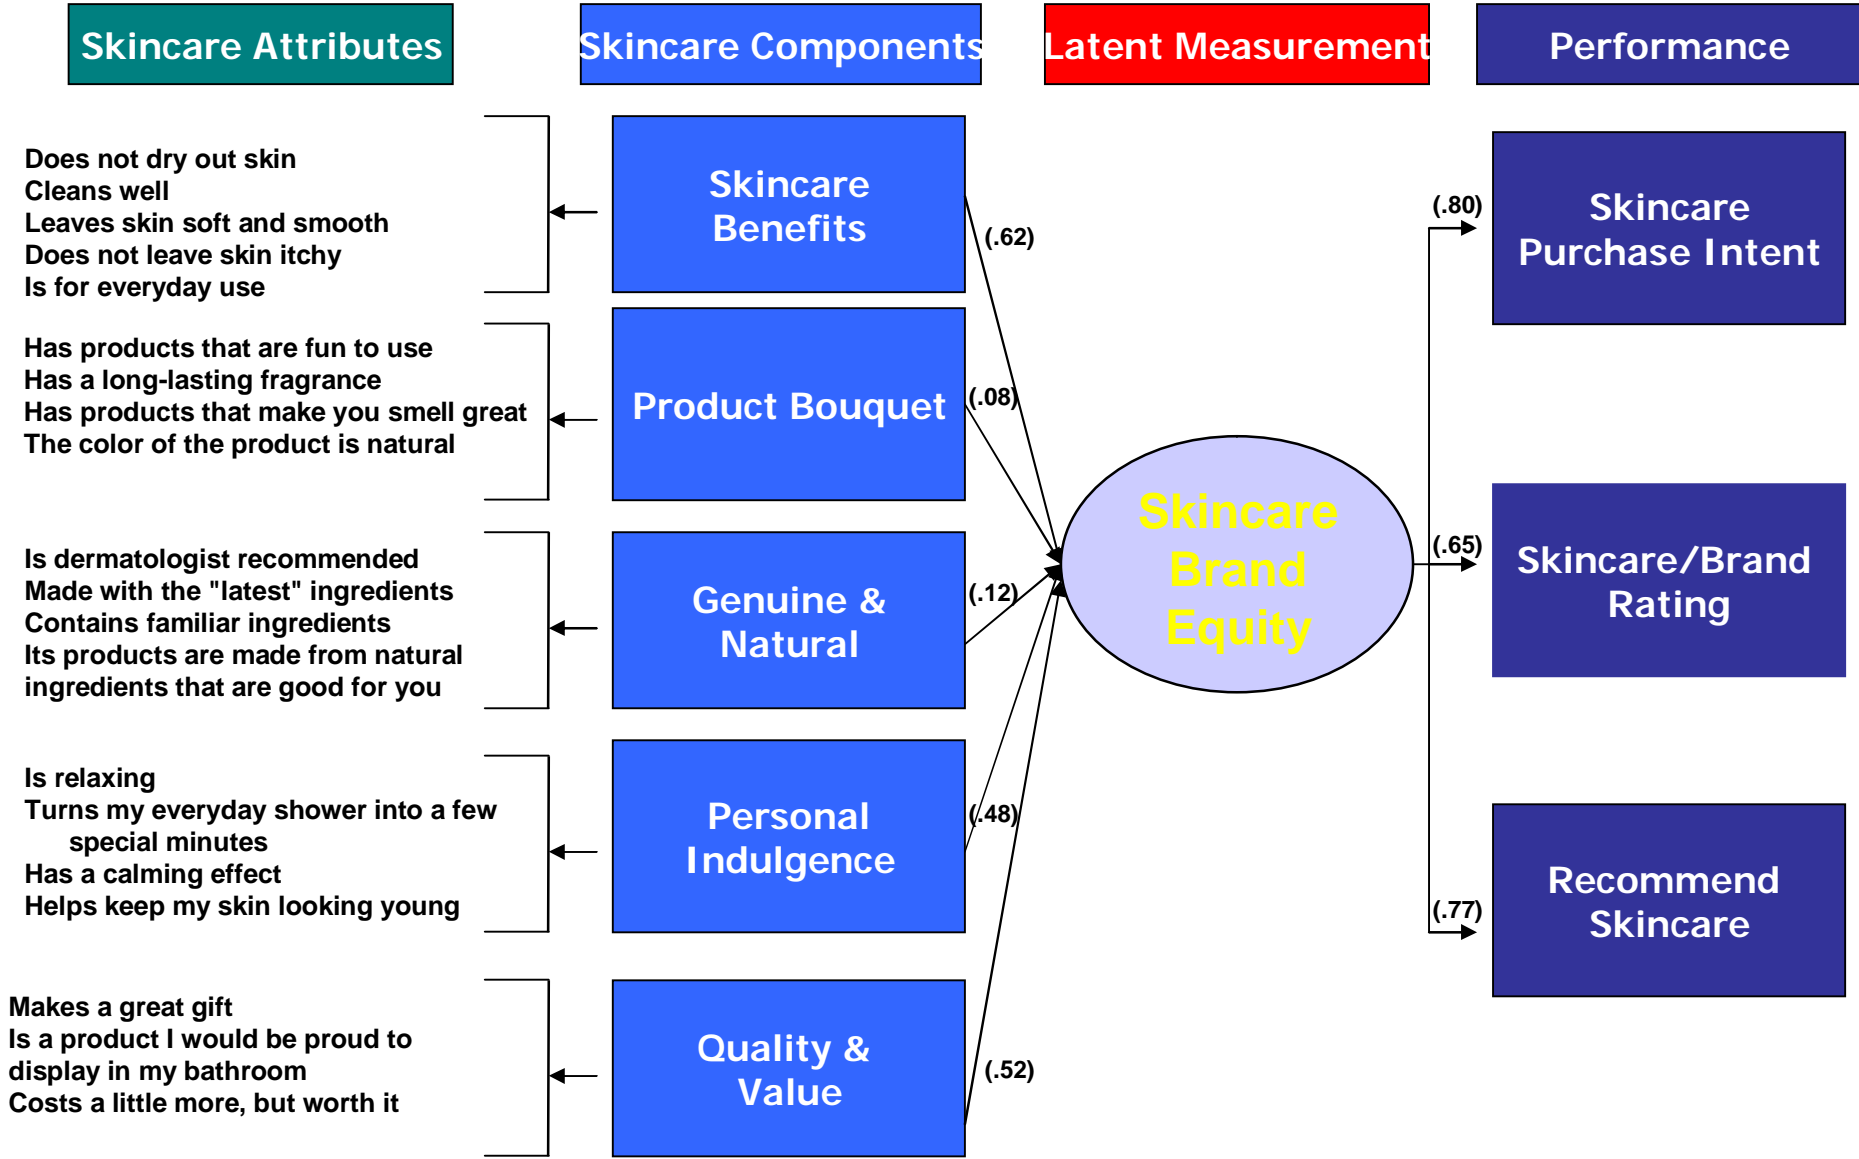 Skincare Attributes
Skincare Components
Latent Measurement
Performance
Does not dry out skin
Cleans well
Leaves skin soft and smooth
Does not leave skin itchy
Is for everyday use
Skincare
Benefits
(.62)
(.80)
Skincare
Purchase Intent
Has products that are fun to use
Has a long-lasting fragrance
Has products that make you smell great
The color of the product is natural
Product Bouquet
(.08)
Is dermatologist recommended
Made with the "latest" ingredients
Contains familiar ingredients
Its products are made from natural
ingredients that are good for you
Genuine &
Natural
(.12)
Skincare
Brand
Equity
(.65)
Skincare/Brand
Rating
Is relaxing
Turns my everyday shower into a few
special minutes
Has a calming effect
Helps keep my skin looking young
Personal
Indulgence
(.48)
(.77)
Recommend
Skincare
Makes a great gift
Is a product I would be proud to
display in my bathroom
Costs a little more, but worth it
Quality &
Value
(.52)